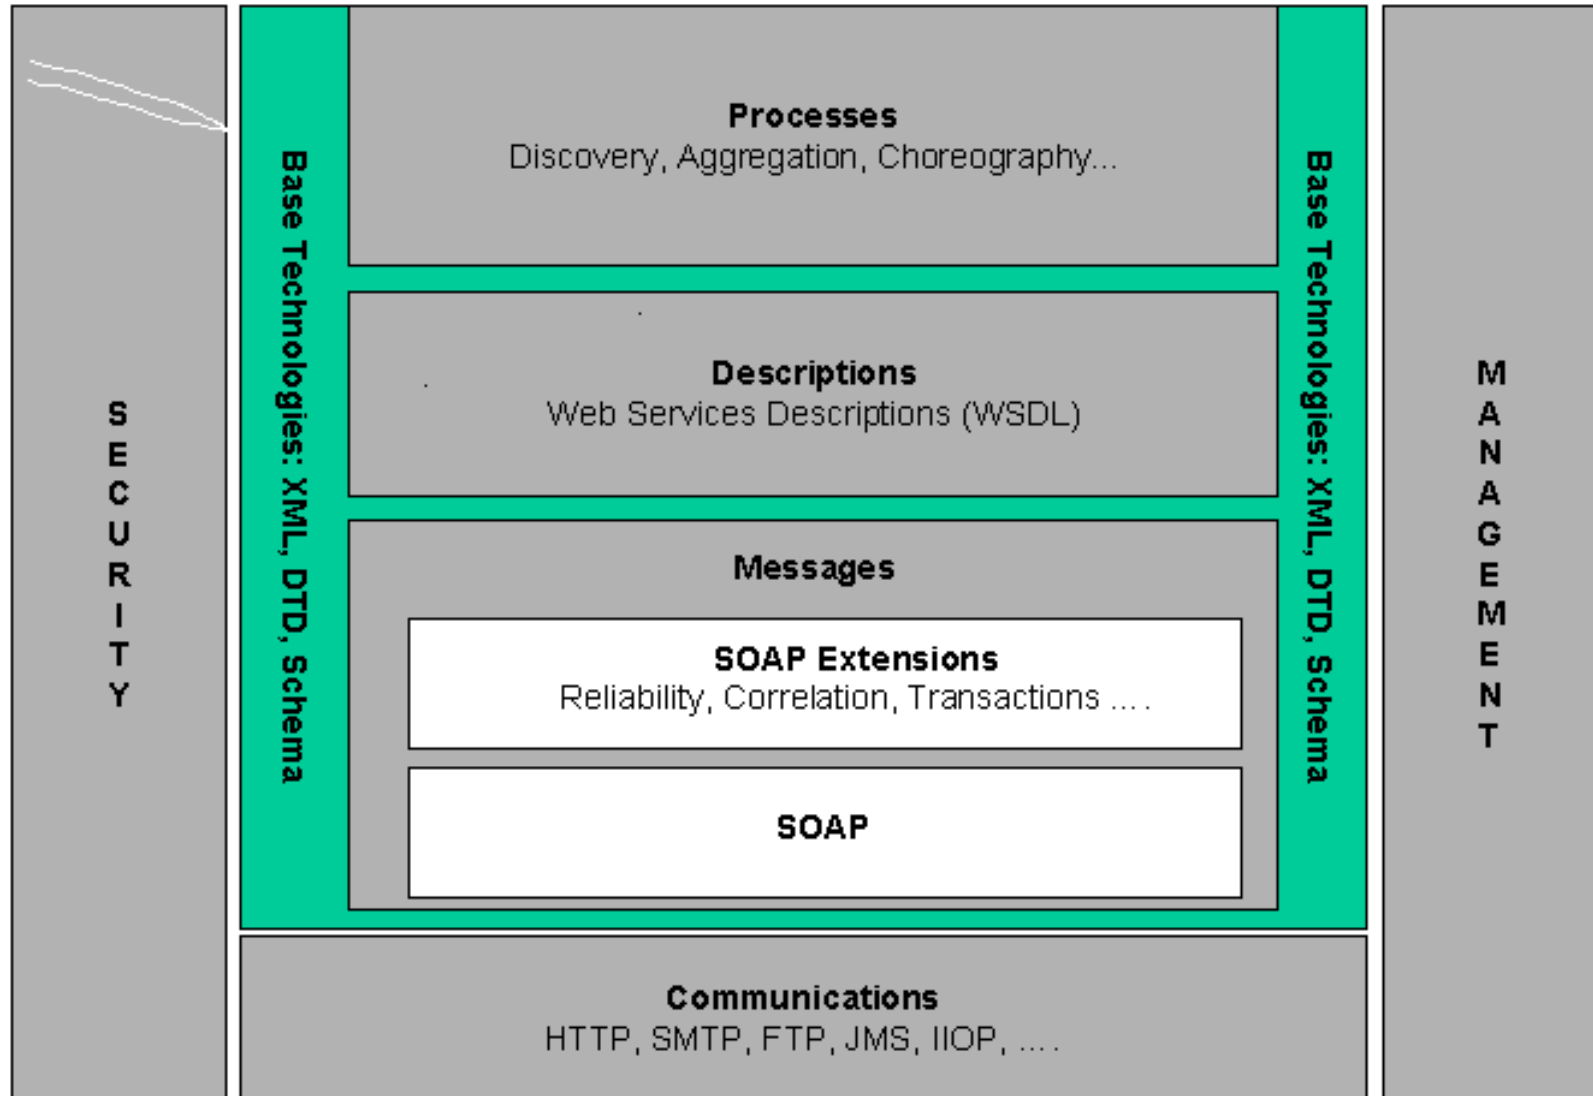 SECURITY
Base Technologies: XML, DTD, Schema
Processes
Discovery, Aggregation, Choreography...
Descriptions
Web Services Descriptions (WSDL)
Messages
SOAP Extensions
Reliability, Correlation, Transactions ....
SOAP
Base Technologies: XML, DTD, Schema
MANAGEMENT
Communications
HTTP, SMTP, FTP, JMS, IIOP, ....